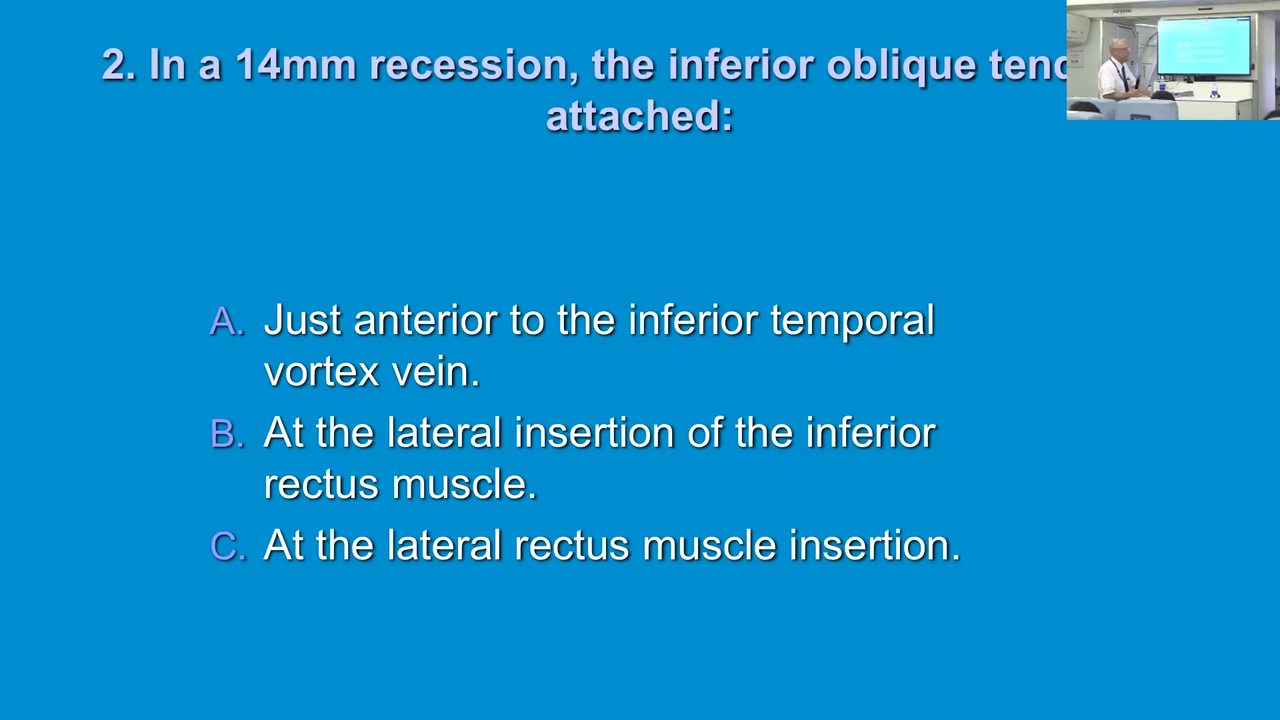 2. In a 14mm recession, the inferior oblique
attached:
A. Just anterior to the inferior temporal
vortex vein.
B. At the lateral insertion of the inferior
rectus muscle.
C. At the lateral rectus muscle insertion.